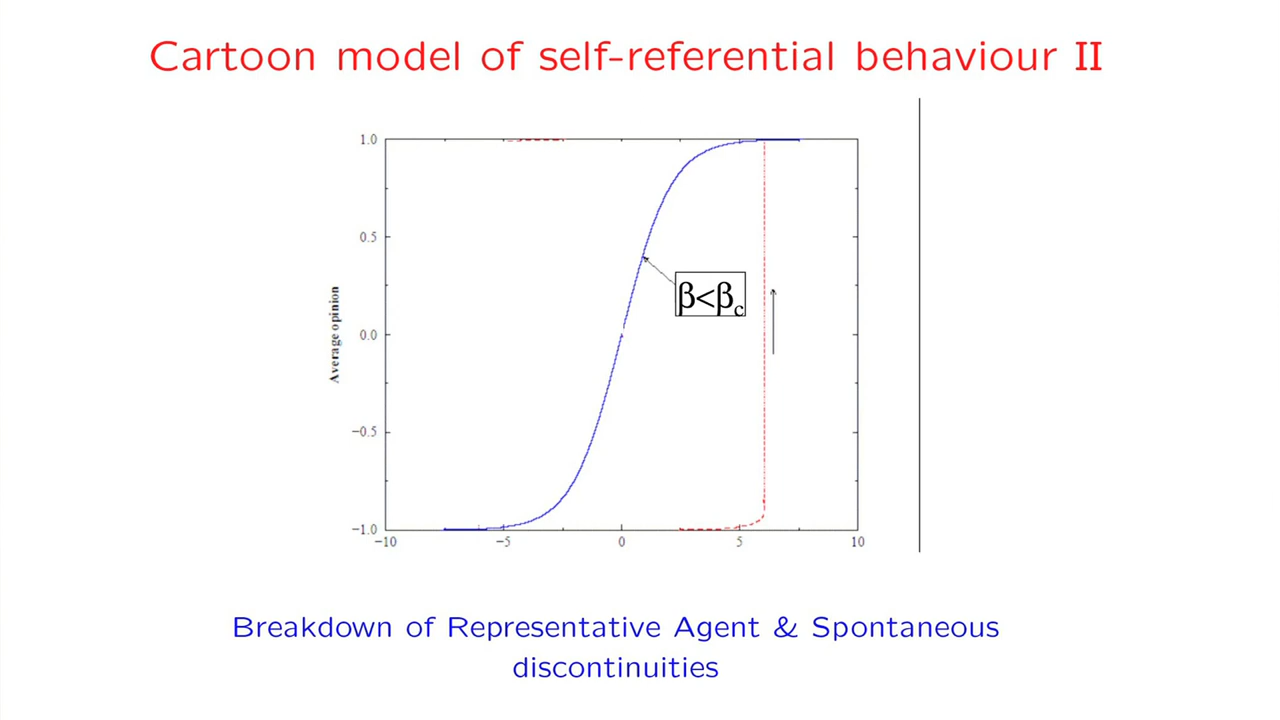 Cartoon model of self-referential behaviour II
1.0
0.5
0.0
−0.5
−1.0
Average opinion
β<βc
−10
−5
0
5
10
Breakdown of Representative Agent & Spontaneous
discontinuities